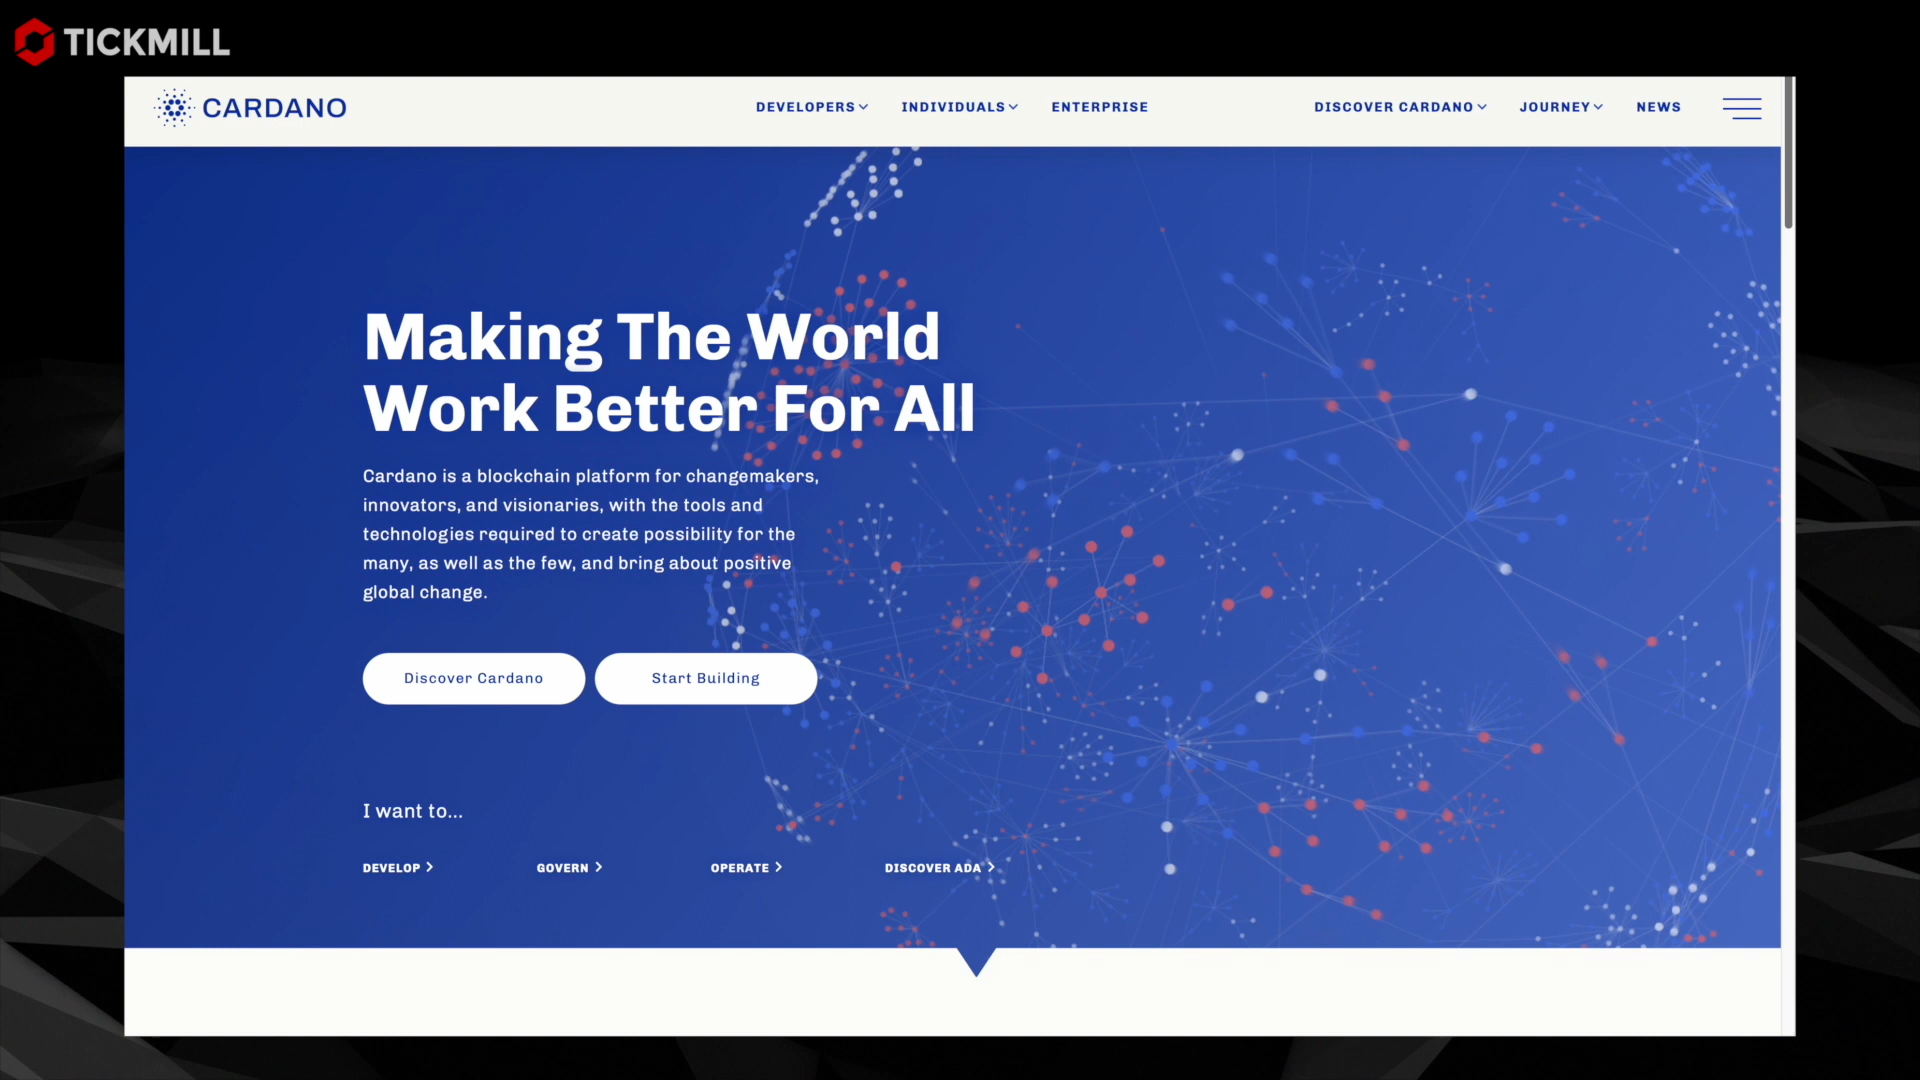 TICKMILL
CARDANO
DEVELOPERS
INDIVIDUALS
ENTERPRISE
DISCOVER CARDANO
JOURNEY
NEWS
Making The World
Work Better For All
Cardano is a blockchain platform for changemakers,
innovators, and visionaries, with the tools and
technologies required to create possibility for the
many, as well as the few, and bring about positive
global change.
Discover Cardano
Start Building
I want to...
DEVELOP
GOVERN
OPERATE
DISCOVER ADA